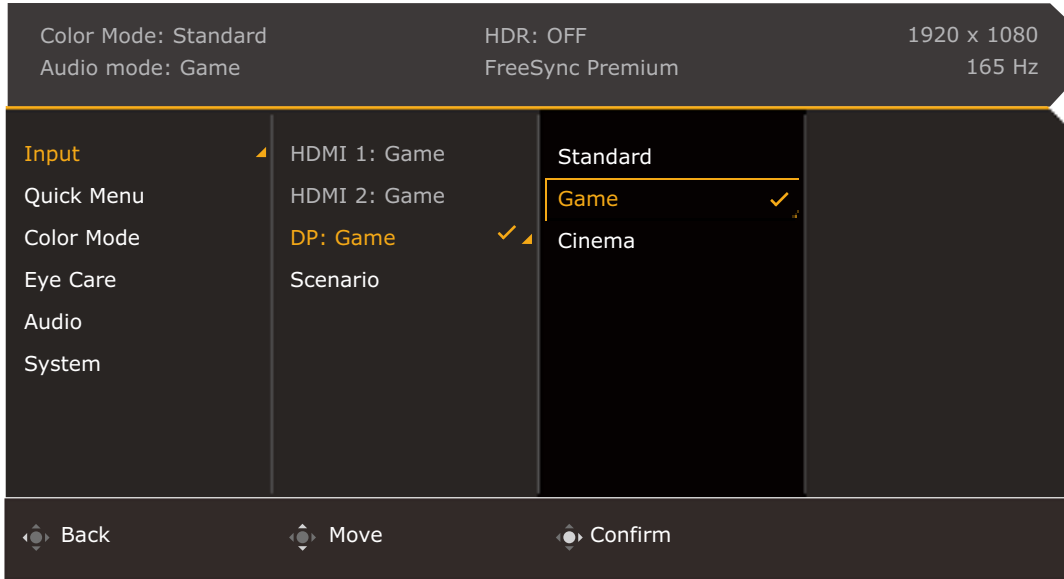 Color Mode: Standard
HDR: OFF
1920 x 1080
Audio mode: Game
FreeSync Premium
165 Hz
Input
Quick Menu
Color Mode
Eye Care
Audio
System
HDMI 1: Game
HDMI 2: Game
DP: Game
Scenario
Standard
Game
Cinema
Back
Move
Confirm